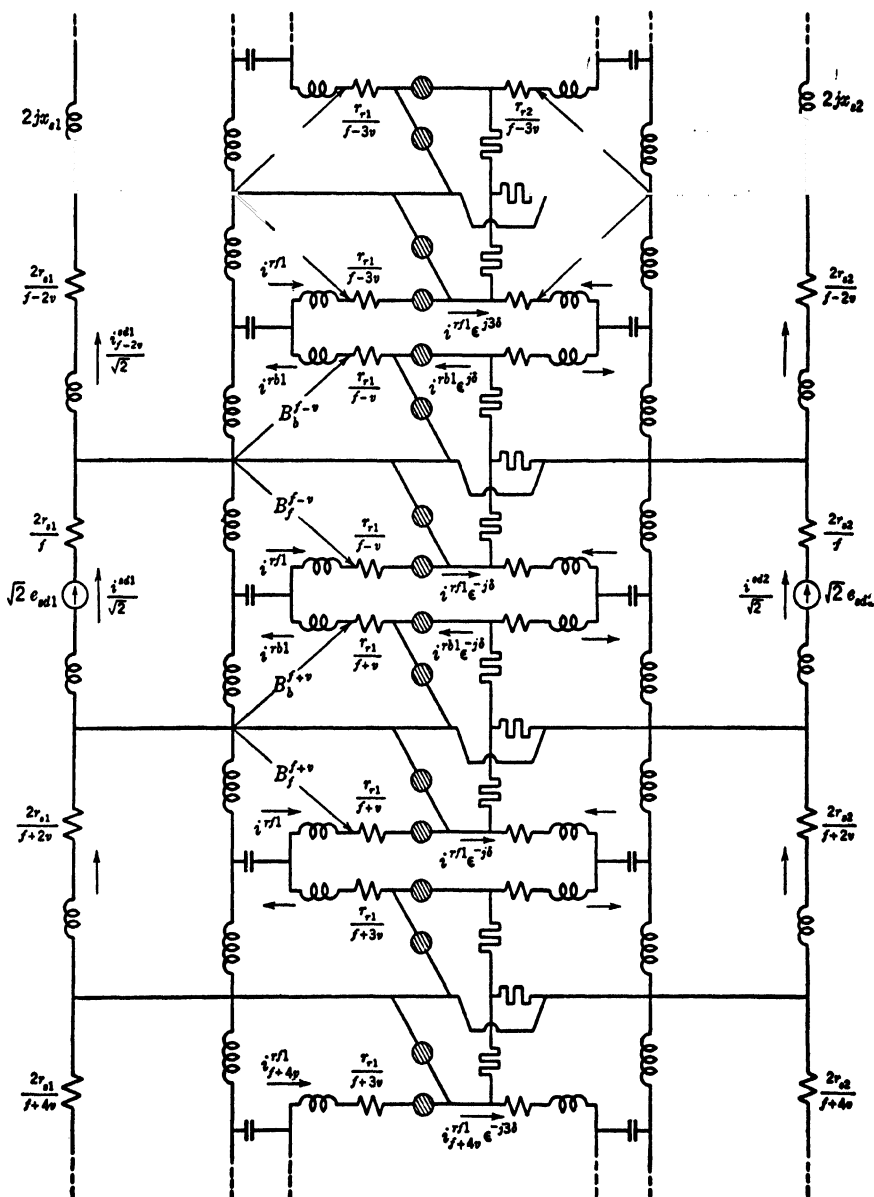 2jx_{s1} r_{r1}/(f-3v) r_{r2}/(f-3v) 2jx_{s2}
2r_{s1}/(f-2v) i^{rf1} r_{r1}/(f-3v) 2r_{s2}/(f-2v)
i^{rf1}ϵ^{j3δ}
i^{sd1}_{f-2v}/√2
i^{rb1} r_{r1}/(f-v) i^{rb1}ϵ^{jδ}
B_b^{f-v}
2r_{s1}/f B_f^{f-v} r_{r1}/(f-v) 2r_{s2}/f
i^{rf1} i^{rf1}ϵ^{-jδ}
√2 e_{sd1} i^{sd1}/√2 i^{sd2}/√2 √2 e_{sd2}
i^{rb1} r_{r1}/(f+v) i^{rb1}ϵ^{-jδ}
B_b^{f+v}
B_f^{f+v} r_{r1}/(f+v)
2r_{s1}/(f+2v) i^{rf1} 2r_{s2}/(f+2v)
i^{rf1}ϵ^{-jδ}
r_{r1}/(f+3v)
i^{rf1}_{f+4v} r_{r1}/(f+3v)
2r_{s1}/(f+4v) 2r_{s2}/(f+4v)
i^{rf1}_{f+4v}ϵ^{-j3δ}